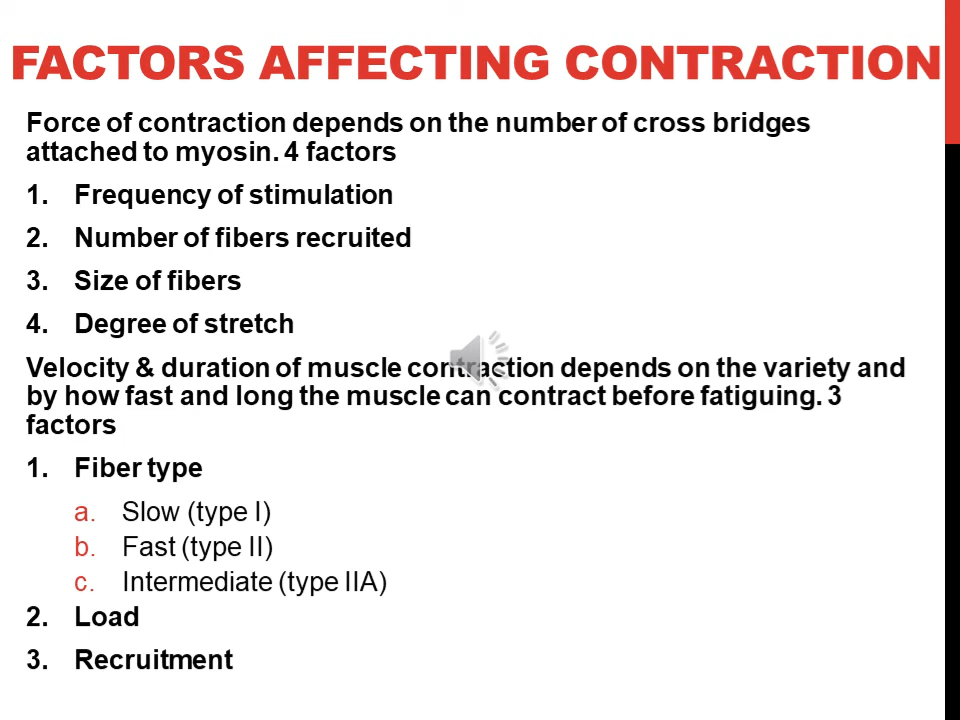 FACTORS AFFECTING CONTRACTION
Force of contraction depends on the number of cross bridges
attached to myosin. 4 factors
1. Frequency of stimulation
2. Number of fibers recruited
3. Size of fibers
4. Degree of stretch
Velocity & duration of muscle contraction depends on the variety and
by how fast and long the muscle can contract before fatiguing. 3
factors
1. Fiber type
a. Slow (type I)
b. Fast (type II)
c. Intermediate (type IIA)
2. Load
3. Recruitment